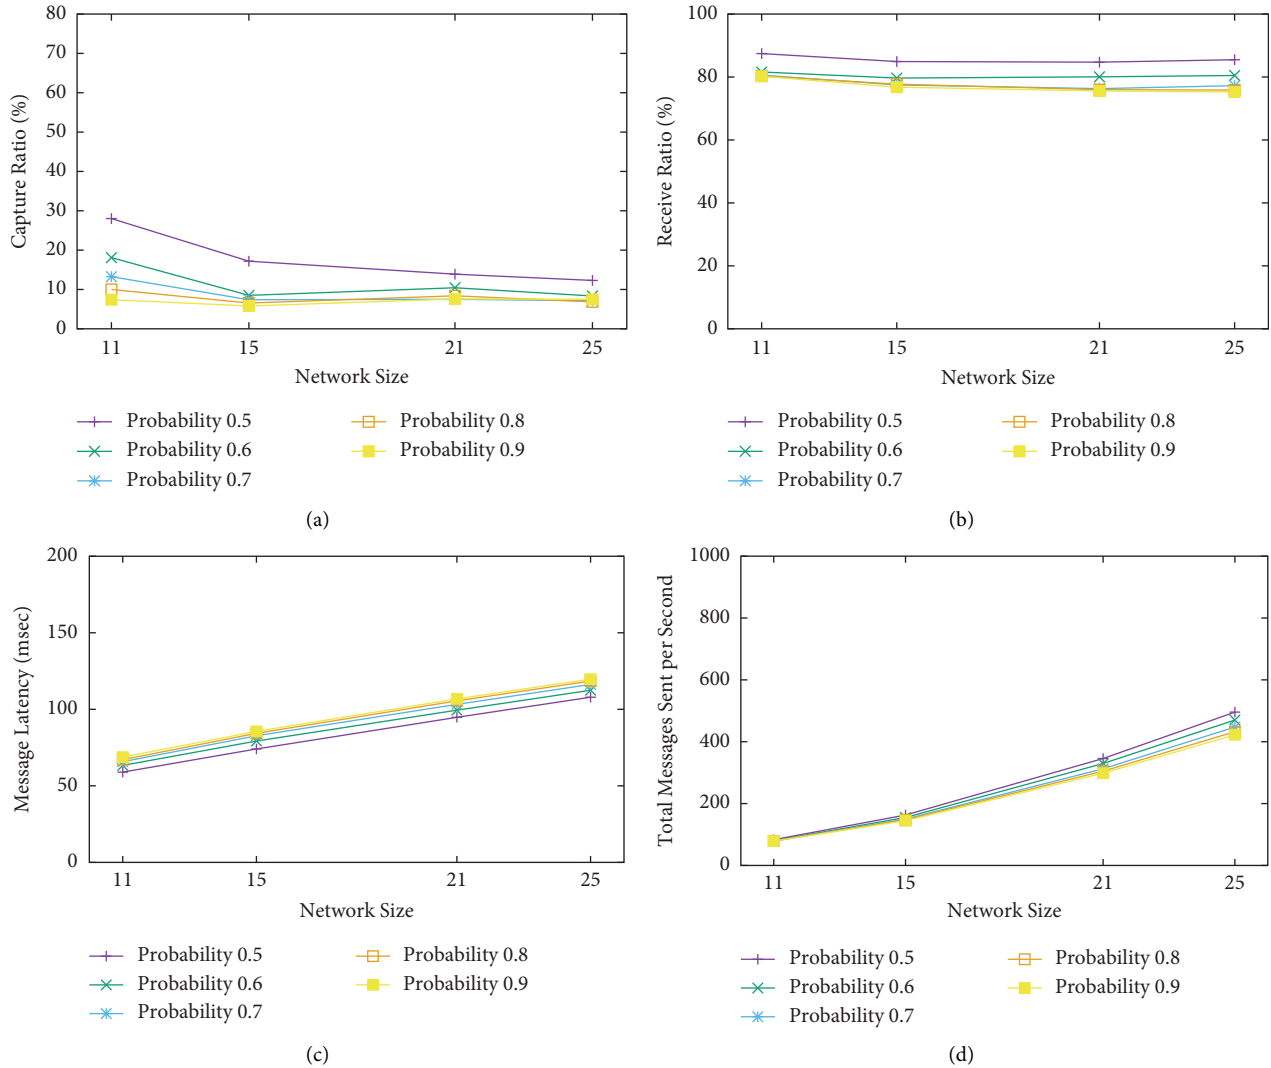 80
70
60
50
40
30
20
10
0
Capture Ratio (%)
11 15 21 25
Network Size
Probability 0.5 Probability 0.8
Probability 0.6 Probability 0.9
Probability 0.7
(a)
100
80
60
40
20
0
Receive Ratio (%)
11 15 21 25
Network Size
Probability 0.5 Probability 0.8
Probability 0.6 Probability 0.9
Probability 0.7
(b)
200
150
100
50
0
Message Latency (msec)
11 15 21 25
Network Size
Probability 0.5 Probability 0.8
Probability 0.6 Probability 0.9
Probability 0.7
(c)
1000
800
600
400
200
0
Total Messages Sent per Second
11 15 21 25
Network Size
Probability 0.5 Probability 0.8
Probability 0.6 Probability 0.9
Probability 0.7
(d)